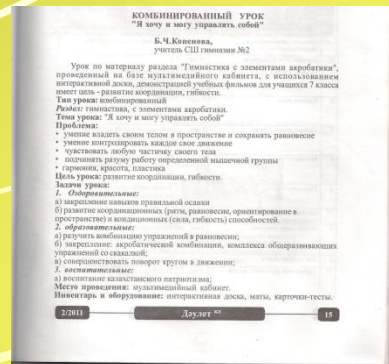 КОМБИНИРОВАННЫЙ УРОК
"Я хочу и могу управлять собой"
Б.Ч.Копенова,
учитель СШ гимназии №2
Урок по материалу раздела "Гимнастика с элементами акробатики",
проведенный на базе мультимедийного кабинета, с использованием
интерактивной доски, демонстрацией учебных фильмов для учащихся 7 класса
имеет цель - развитие координации, гибкости.
Тип урока: комбинированный
Раздел: гимнастика, с элементами акробатики.
Тема урока: "Я хочу и могу управлять собой"
Проблема:
• умение владеть своим телом в пространстве и сохранять равновесие
• умение контролировать каждое свое движение
• чувствовать любую частичку своего тела
• подчинять разуму работу определенной мышечной группы
• гармония, красота, пластика
Цель урока: развитие координации, гибкости.
Задачи урока:
1. Оздоровительные:
а) закрепление навыков правильной осанки
б) развитие координационных (ритм, равновесие, ориентирование в
пространстве) и кондиционных (сила, гибкость) способностей.
2. образовательные:
а) разучить комбинацию упражнений в равновесии;
б) закрепление: акробатической комбинации, комплекса общеразвивающих
упражнений со скакалкой;
в) совершенствовать поворот кругом в движении;
3. воспитательные:
а) воспитание казахстанского патриотизма;
Место проведения: мультимедийный кабинет.
Инвентарь и оборудование: интерактивная доска, маты, карточки-тесты.
2/2011 Дәулет KZ 15